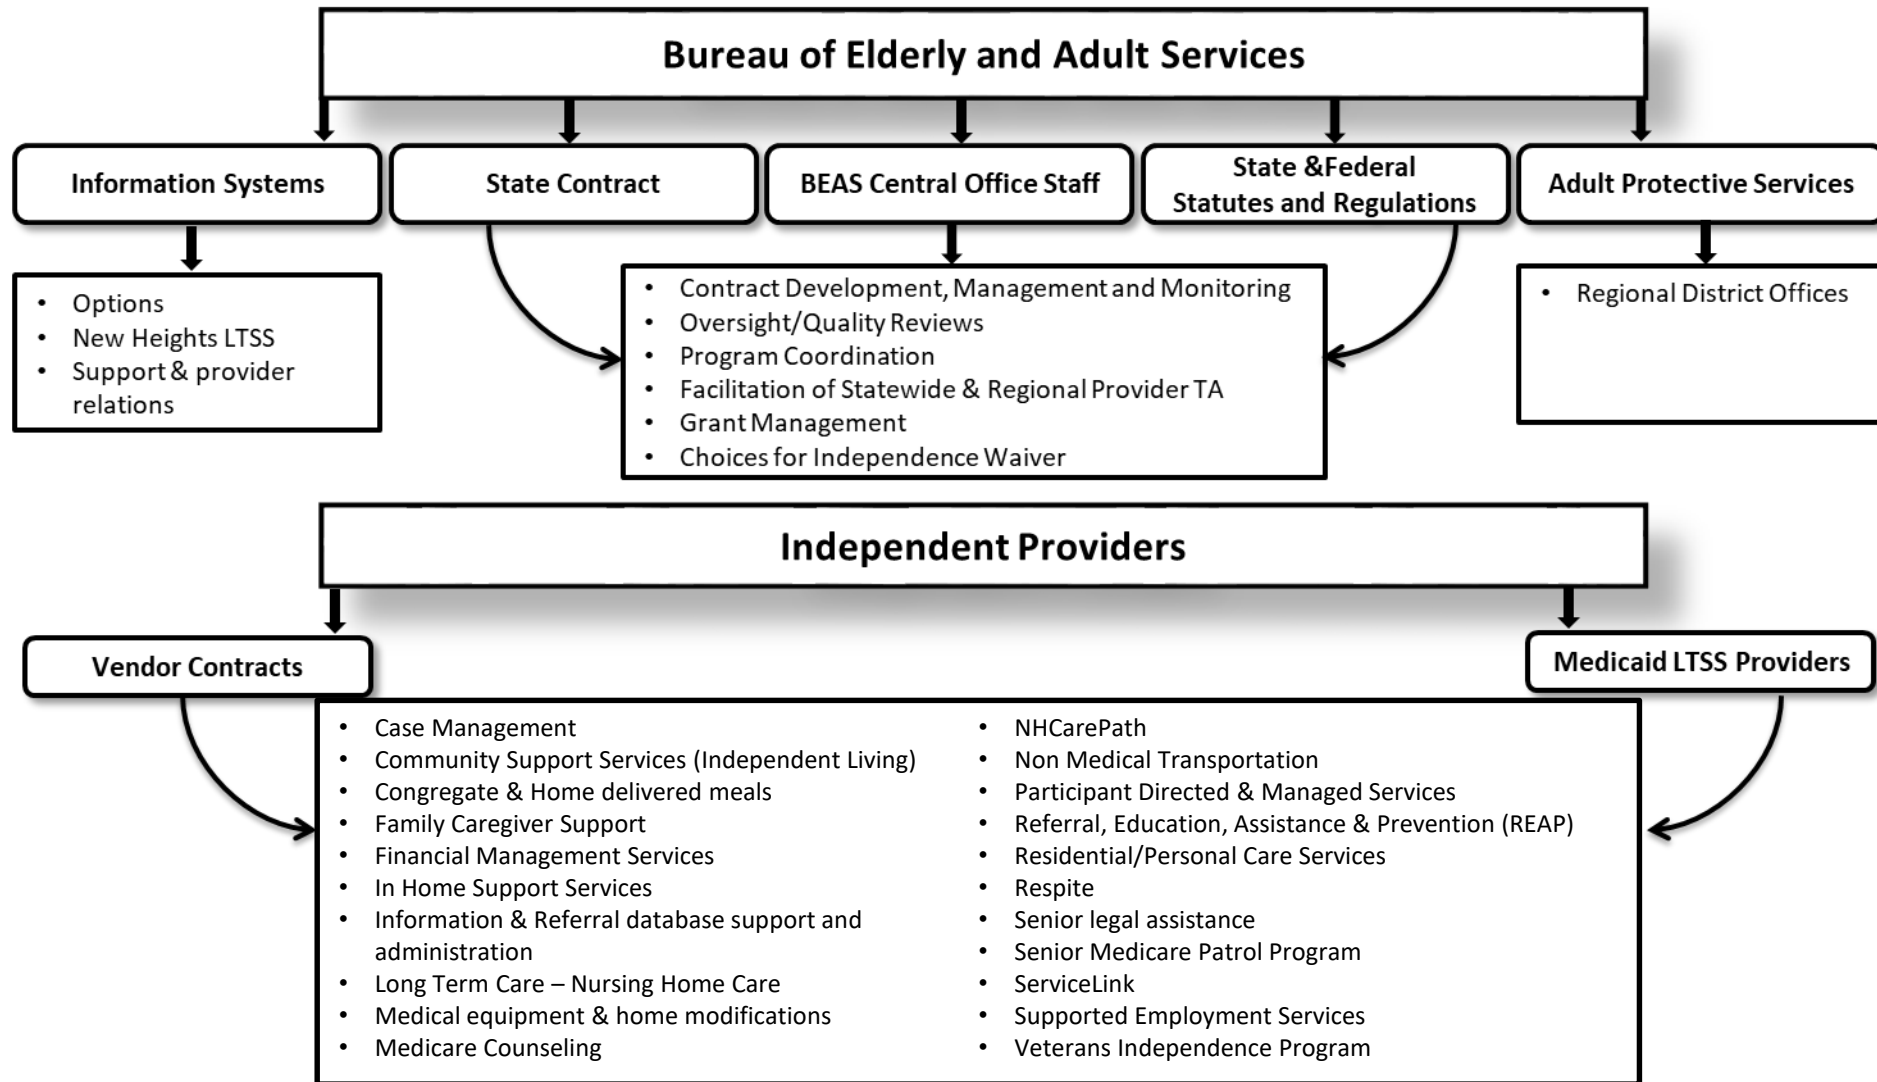 Bureau of Elderly and Adult Services
Information Systems
State Contract
BEAS Central Office Staff
State &Federal
Statutes and Regulations
Adult Protective Services
• Options
• New Heights LTSS
• Support & provider
relations
• Contract Development, Management and Monitoring
• Oversight/Quality Reviews
• Program Coordination
• Facilitation of Statewide & Regional Provider TA
• Grant Management
• Choices for Independence Waiver
• Regional District Offices
Independent Providers
Vendor Contracts
Medicaid LTSS Providers
• Case Management
• Community Support Services (Independent Living)
• Congregate & Home delivered meals
• Family Caregiver Support
• Financial Management Services
• In Home Support Services
• Information & Referral database support and
administration
• Long Term Care – Nursing Home Care
• Medical equipment & home modifications
• Medicare Counseling
• NHCarePath
• Non Medical Transportation
• Participant Directed & Managed Services
• Referral, Education, Assistance & Prevention (REAP)
• Residential/Personal Care Services
• Respite
• Senior legal assistance
• Senior Medicare Patrol Program
• ServiceLink
• Supported Employment Services
• Veterans Independence Program